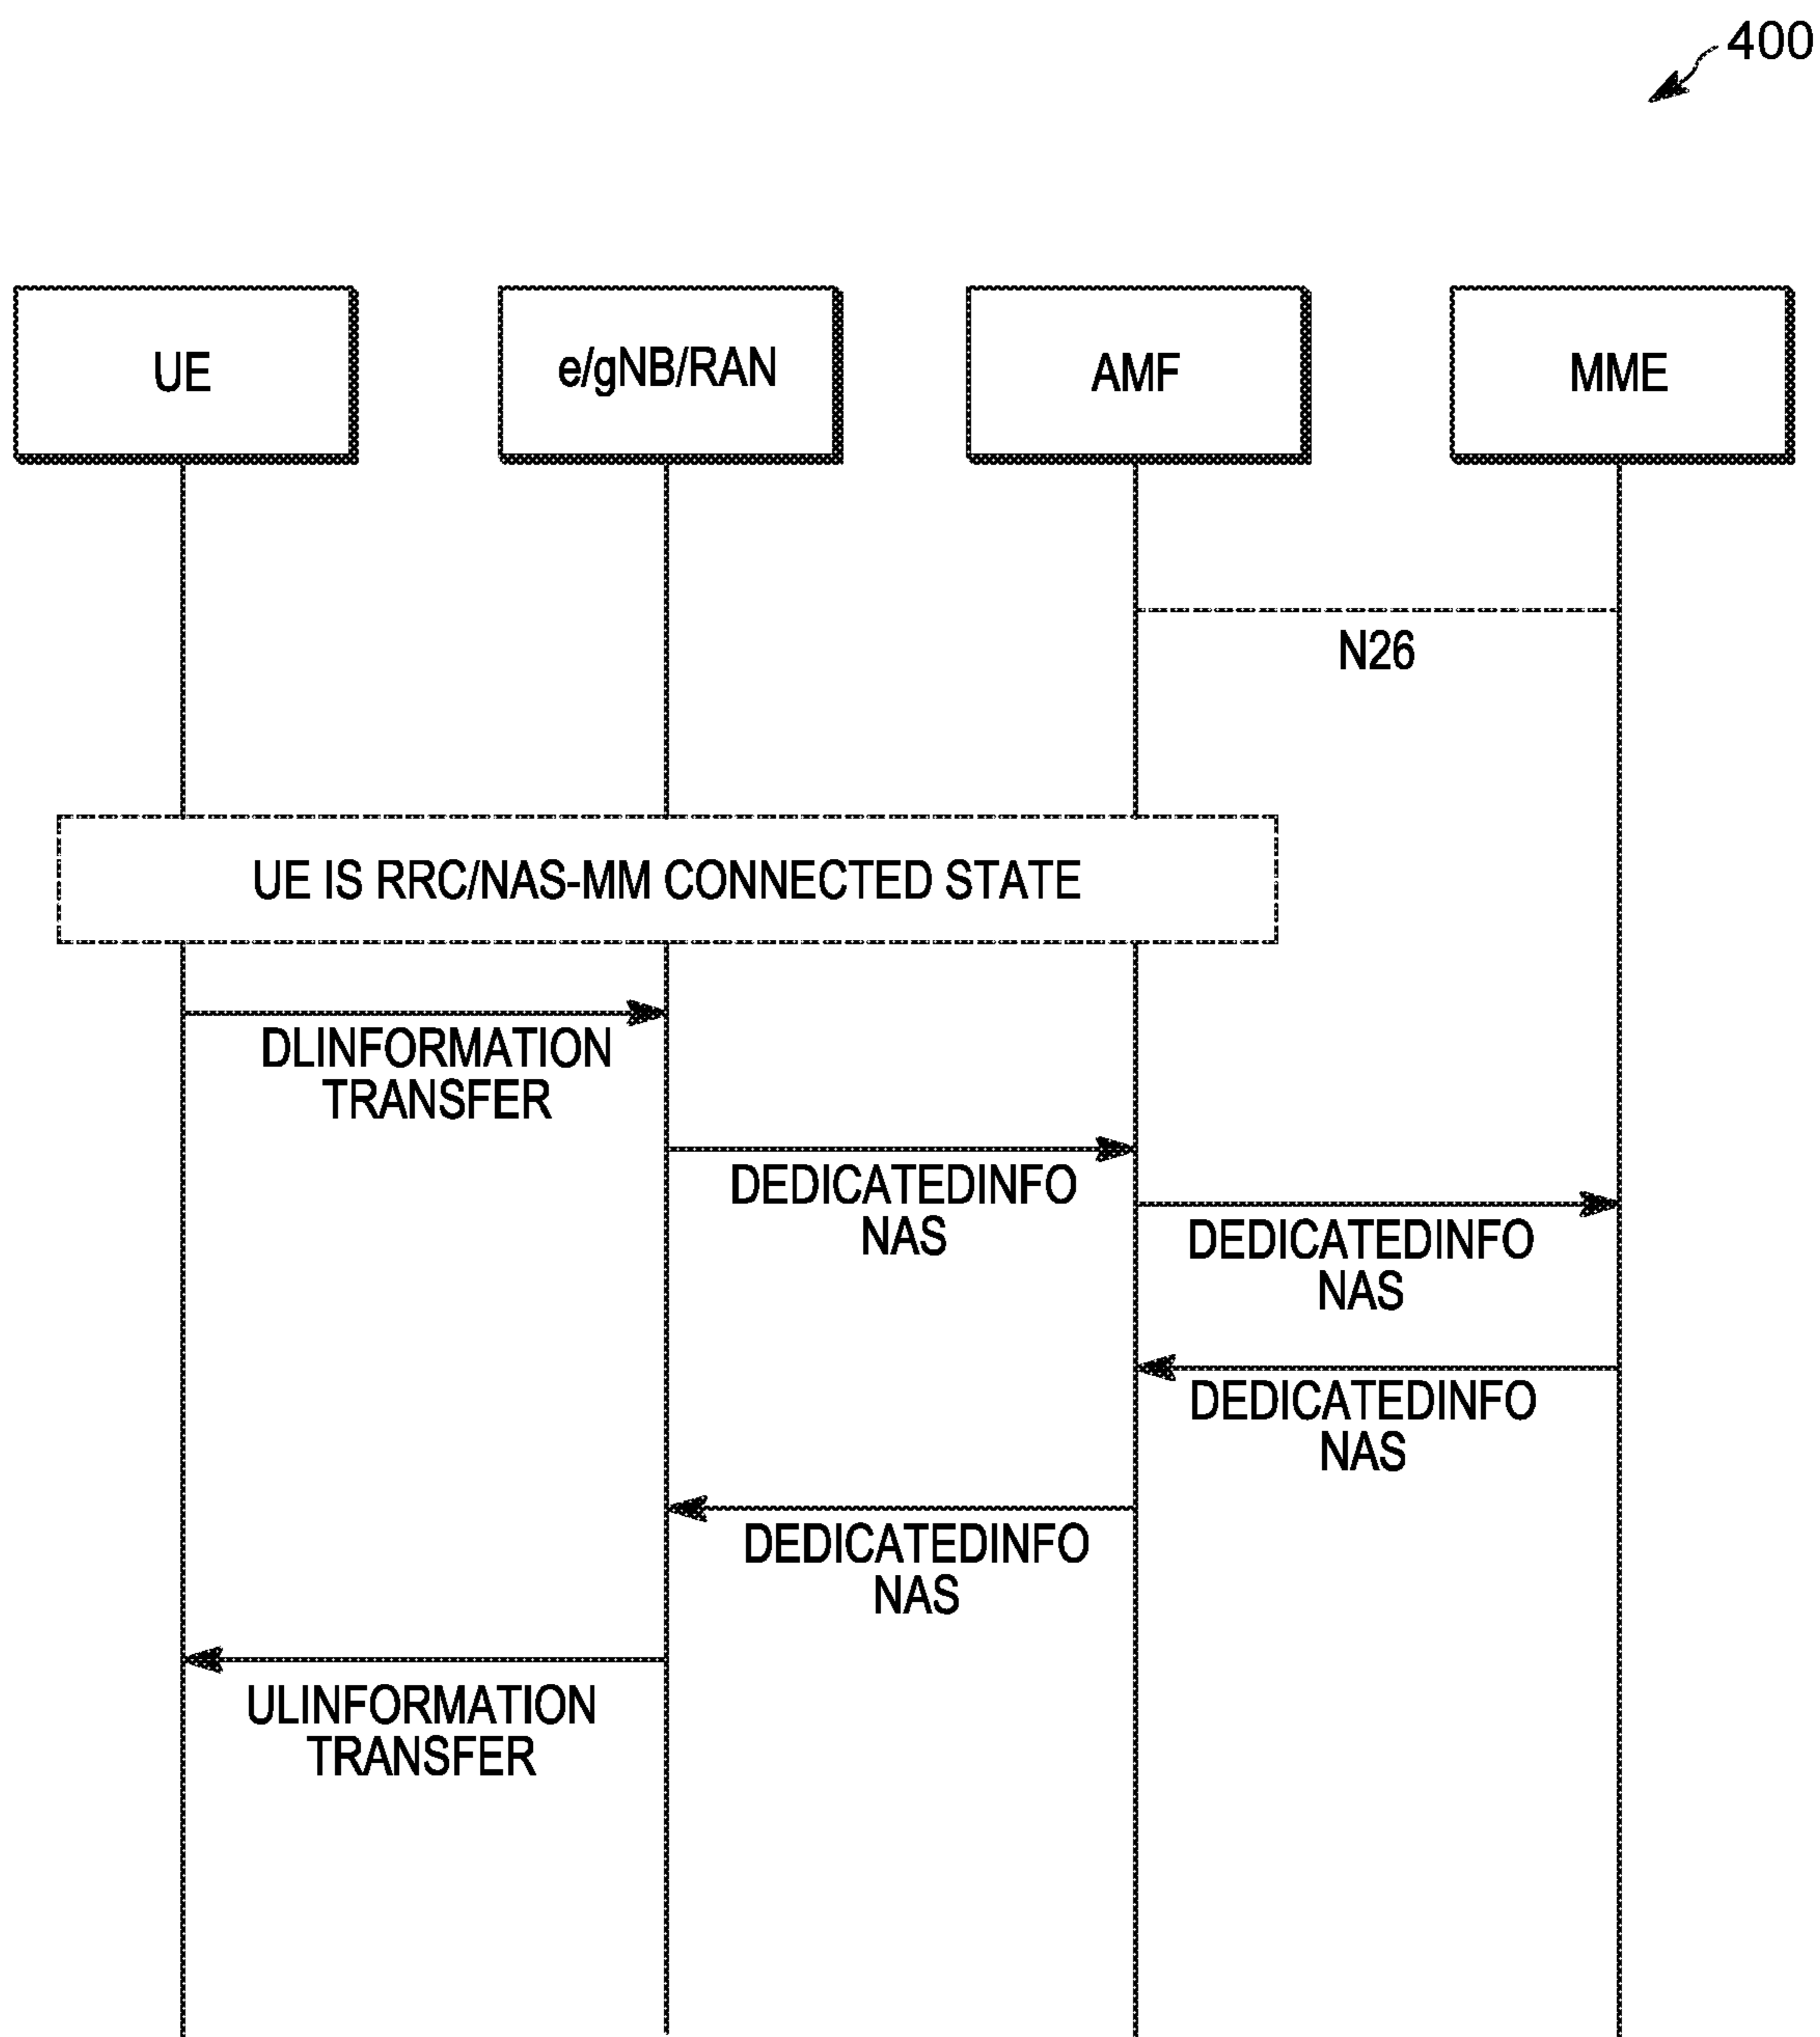 400
UE
e/gNB/RAN
AMF
MME
N26
UE IS RRC/NAS-MM CONNECTED STATE
DLINFORMATION
TRANSFER
DEDICATEDINFO
NAS
DEDICATEDINFO
NAS
DEDICATEDINFO
NAS
DEDICATEDINFO
NAS
ULINFORMATION
TRANSFER